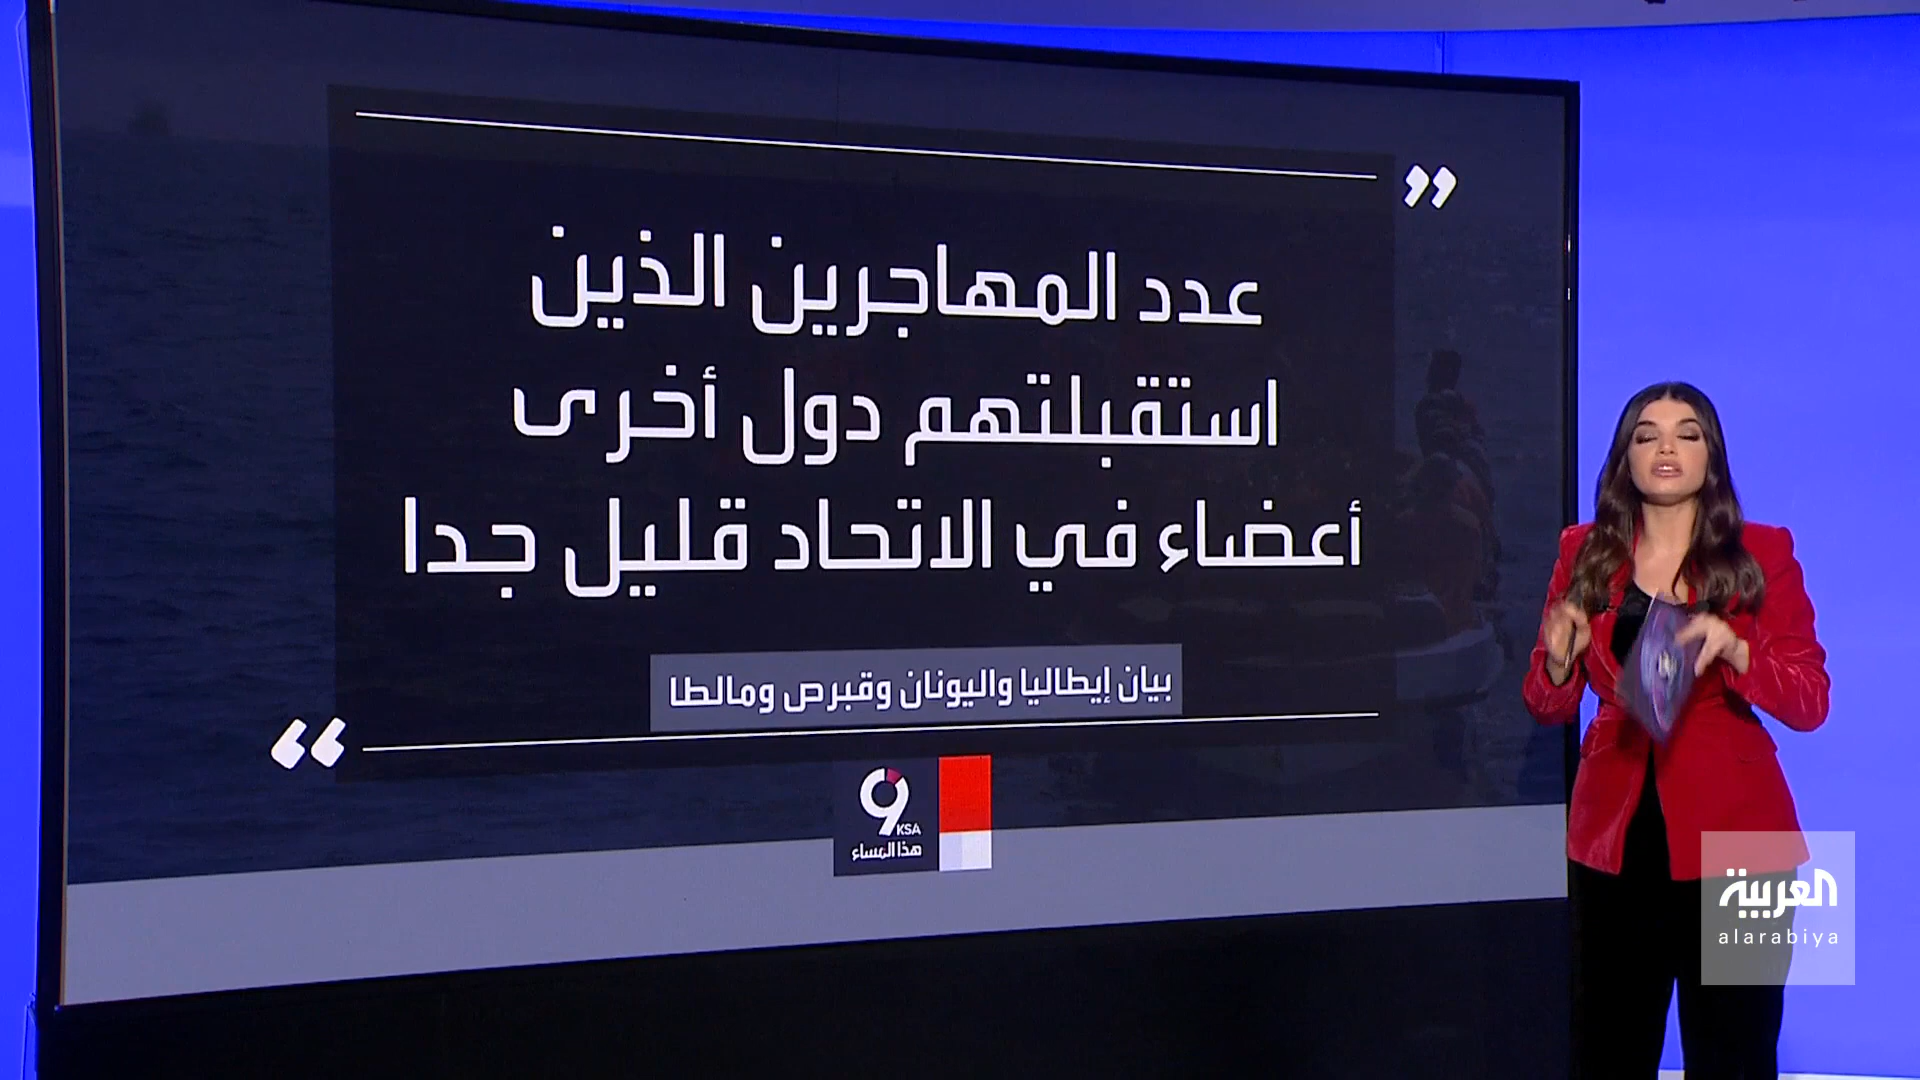 ”
عدد المهاجرين الذين
استقبلتهم دول أخرى
أعضاء في الاتحاد قليل جدا
بيان إيطاليا واليونان وقبرص ومالطا
“
9
KSA
هذا المساء
العربية
alarabiya